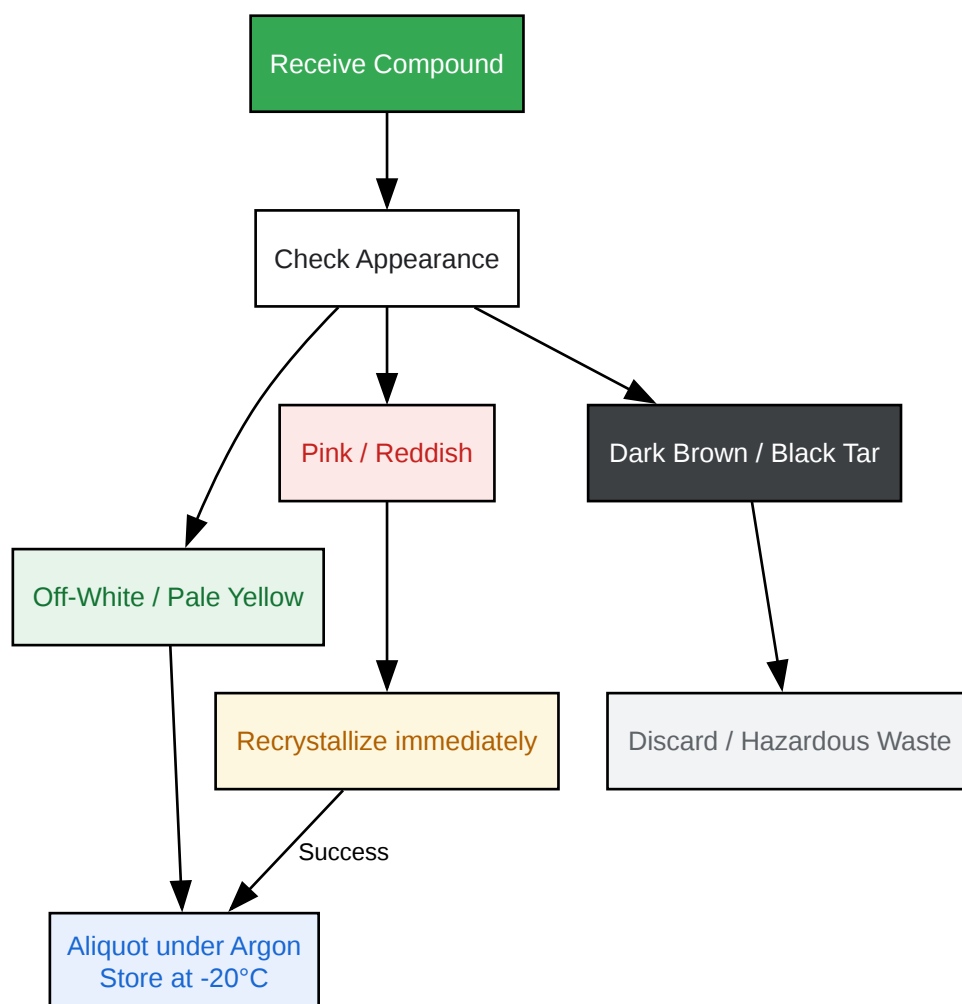 Receive Compound
Check Appearance
Pink / Reddish
Dark Brown / Black Tar
Off-White / Pale Yellow
Recrystallize immediately
Discard / Hazardous Waste
Success
Aliquot under Argon
Store at -20°C